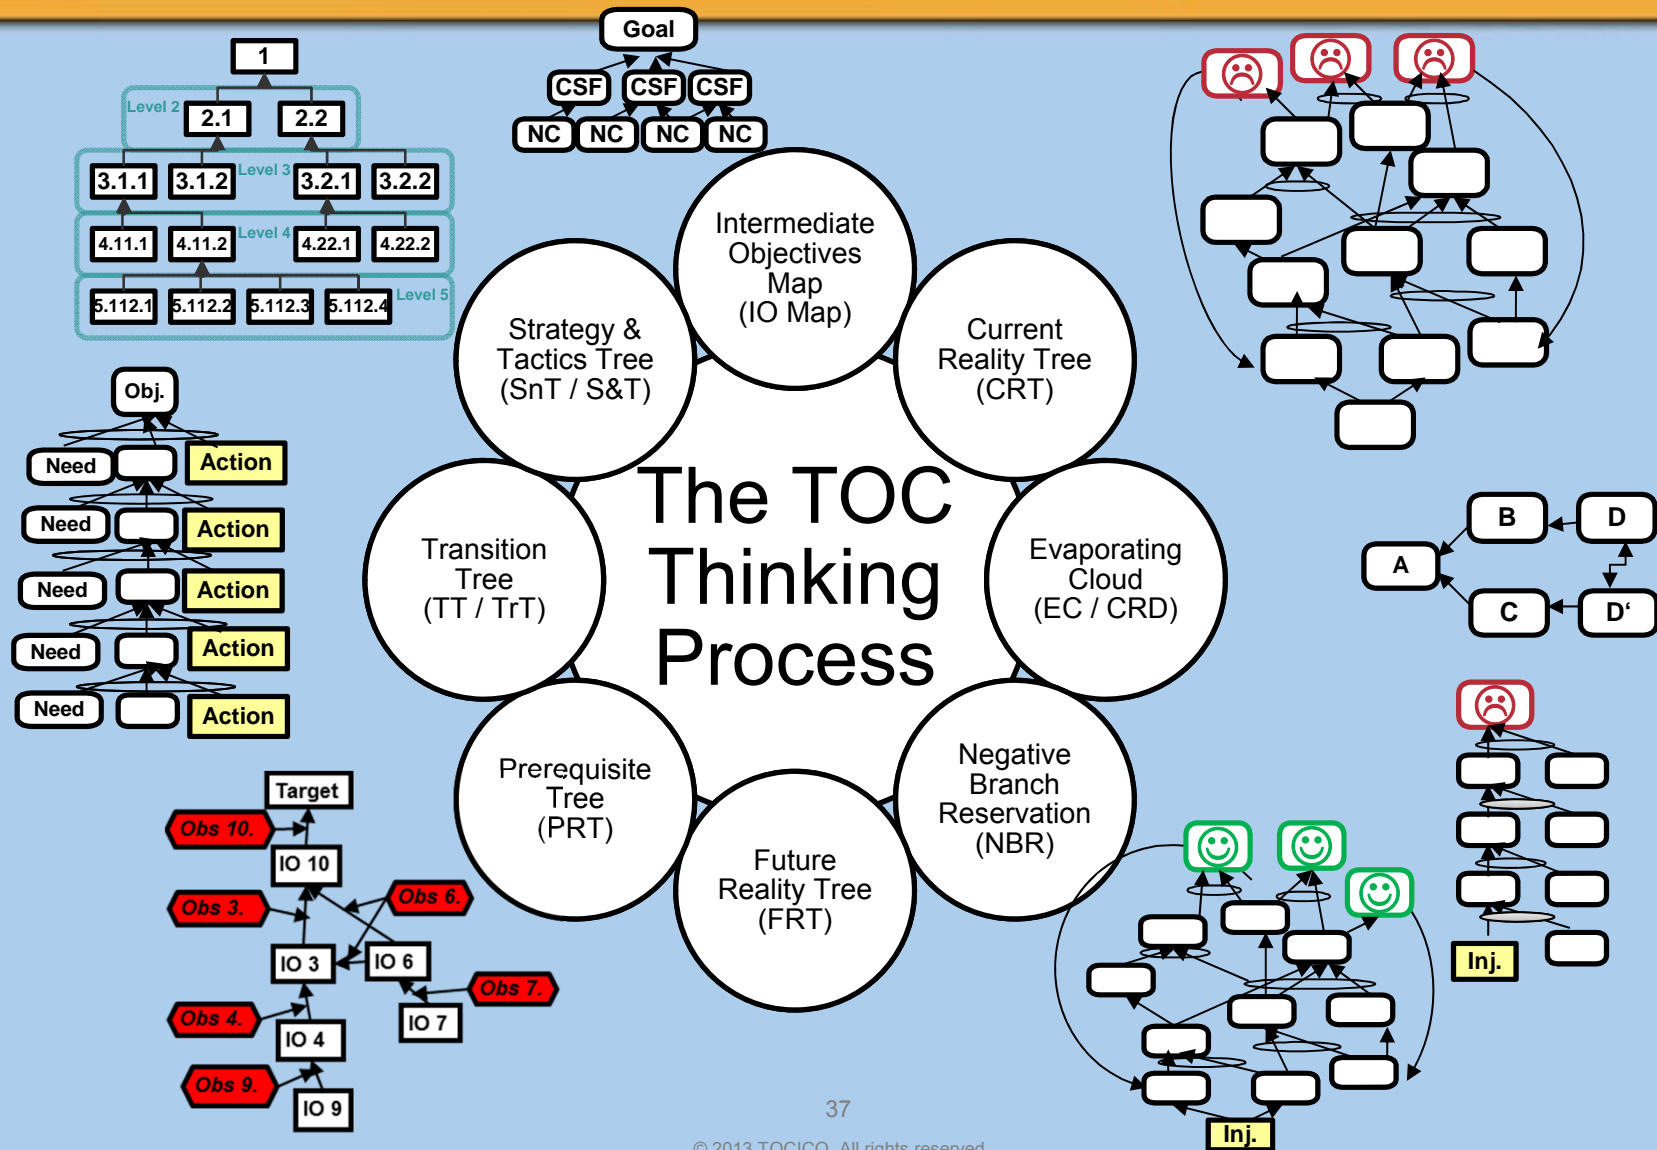 Goal
CSF CSF CSF
NC NC NC NC
1
Level 2
2.1 2.2
3.1.1 3.1.2 Level 3 3.2.1 3.2.2
4.11.1 4.11.2 Level 4 4.22.1 4.22.2
5.112.1 5.112.2 5.112.3 5.112.4 Level 5
Intermediate
Objectives
Map
(IO Map)
Strategy &
Tactics Tree
(SnT / S&T)
Current
Reality Tree
(CRT)
Obj.
Need Action
Need Action
Need Action
Need Action
Need Action
The TOC
Thinking
Process
Transition
Tree
(TT / TrT)
Evaporating
Cloud
(EC / CRD)
B D
A
C D‘
Prerequisite
Tree
(PRT)
Negative
Branch
Reservation
(NBR)
Future
Reality Tree
(FRT)
Target
Obs 10.
IO 10
Obs 3. Obs 6.
IO 3 IO 6
Obs 7.
Obs 4. IO 7
IO 4
Obs 9.
IO 9
Inj.
Inj.
37
© 2013 TOCICO. All rights reserved